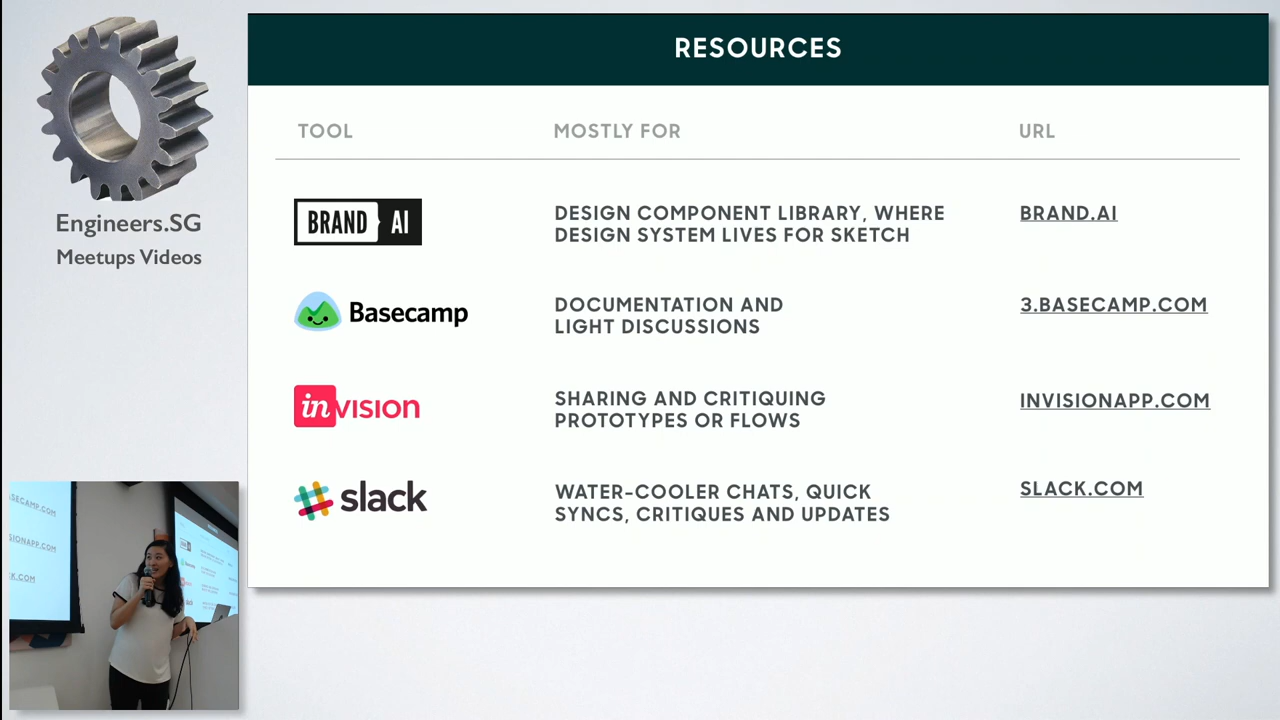 Engineers.SG
Meetups Videos
RESOURCES
TOOL MOSTLY FOR URL
BRAND AI
DESIGN COMPONENT LIBRARY, WHERE
DESIGN SYSTEM LIVES FOR SKETCH
BRAND.AI
Basecamp
DOCUMENTATION AND
LIGHT DISCUSSIONS
3.BASECAMP.COM
inVISION
SHARING AND CRITIQUING
PROTOTYPES OR FLOWS
INVISIONAPP.COM
slack
WATER-COOLER CHATS, QUICK
SYNCS, CRITIQUES AND UPDATES
SLACK.COM